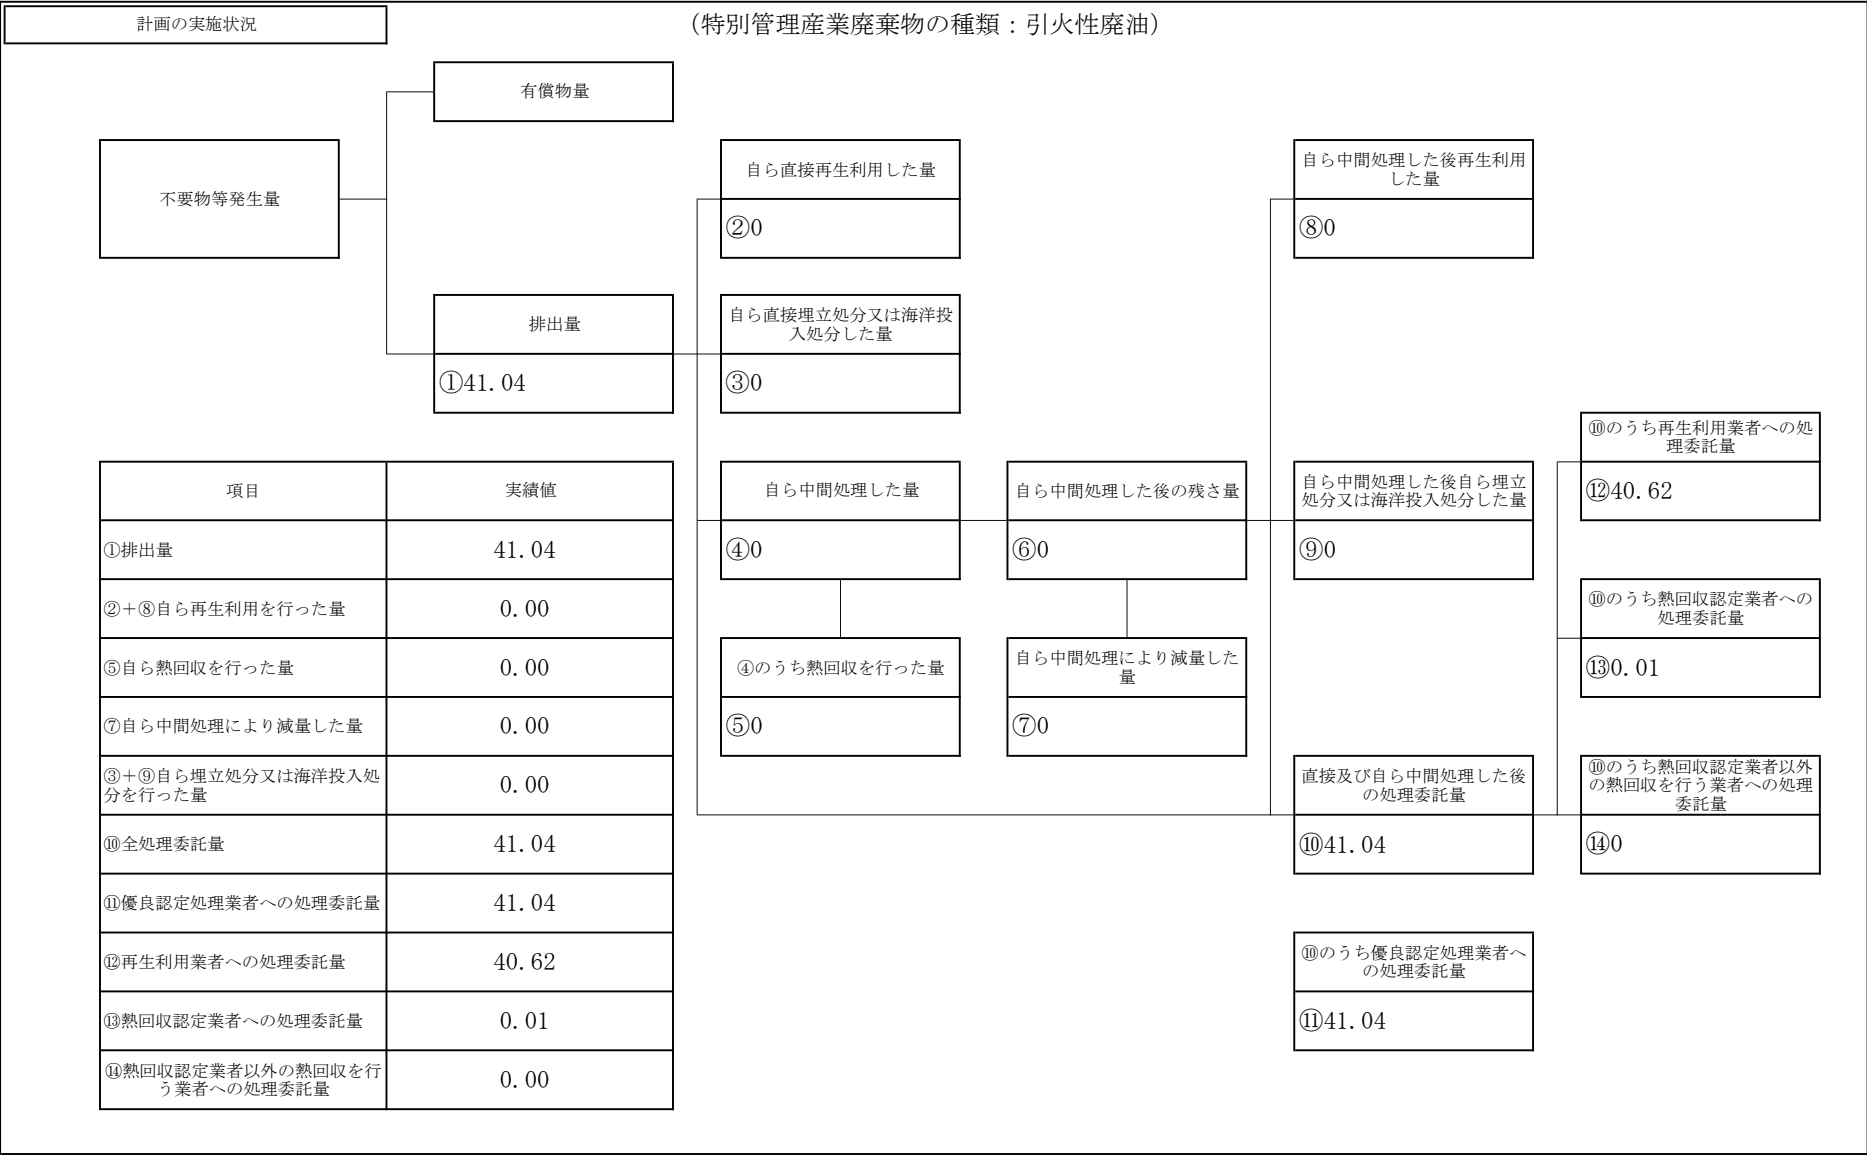 計画の実施状況
（特別管理産業廃棄物の種類：引火性廃油）
有償物量
不要物等発生量
排出量
①41.04
自ら直接再生利用した量
②0
自ら直接埋立処分又は海洋投
入処分した量
③0
自ら中間処理した量
④0
④のうち熱回収を行った量
⑤0
自ら中間処理した後の残さ量
⑥0
自ら中間処理により減量した
量
⑦0
自ら中間処理した後再生利用
した量
⑧0
自ら中間処理した後自ら埋立
処分又は海洋投入処分した量
⑨0
直接及び自ら中間処理した後
の処理委託量
⑩41.04
⑩のうち優良認定処理業者へ
の処理委託量
⑪41.04
⑩のうち再生利用業者への処
理委託量
⑫40.62
⑩のうち熱回収認定業者への
処理委託量
⑬0.01
⑩のうち熱回収認定業者以外
の熱回収を行う業者への処理
委託量
⑭0
項目 実績値
①排出量 41.04
②＋⑧自ら再生利用を行った量 0.00
⑤自ら熱回収を行った量 0.00
⑦自ら中間処理により減量した量 0.00
③＋⑨自ら埋立処分又は海洋投入処
分を行った量 0.00
⑩全処理委託量 41.04
⑪優良認定処理業者への処理委託量 41.04
⑫再生利用業者への処理委託量 40.62
⑬熱回収認定業者への処理委託量 0.01
⑭熱回収認定業者以外の熱回収を行
う業者への処理委託量 0.00